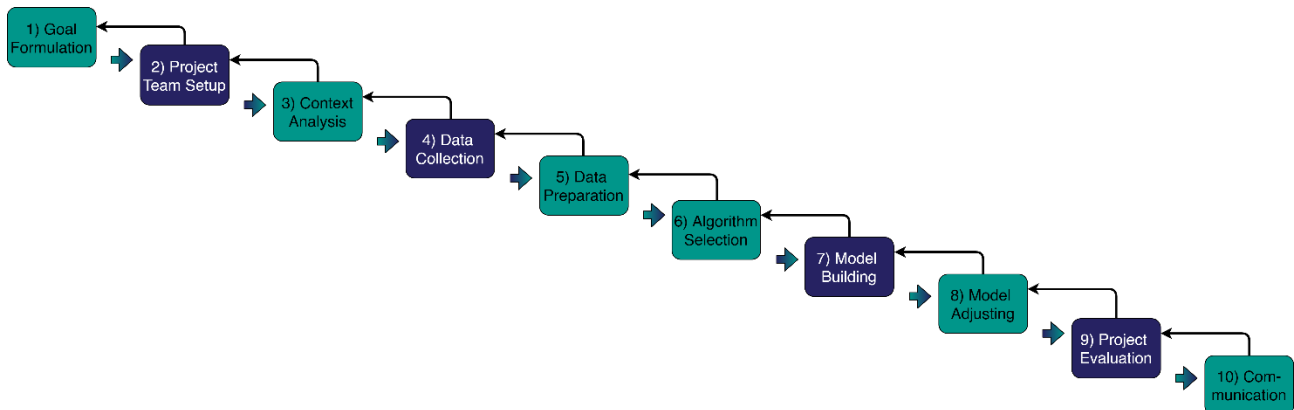 1) Goal
Formulation
2) Project
Team Setup
3) Context
Analysis
4) Data
Collection
5) Data
Preparation
6) Algorithm
Selection
7) Model
Building
8) Model
Adjusting
9) Project
Evaluation
10) Com-
munication